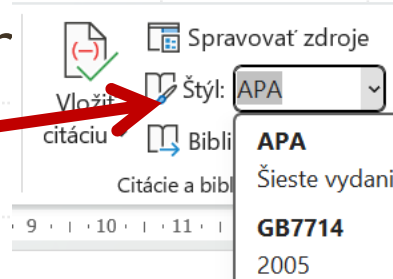 Spravovať zdroje
Vložiť
citáciu
Štýl: APA
Bibli
APA
Šieste vydani
Citácie a bibl
GB7714
2005
9 · 10 · 11 ·